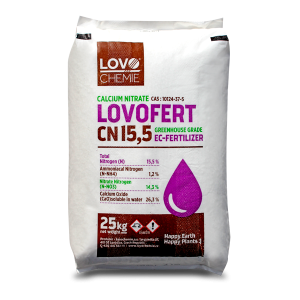 LOVO
CHEMIE
CALCIUM NITRATE CAS : 10124-37-5
LOVOFERT
CN 15,5 GREENHOUSE GRADE
EC-FERTILIZER
Total
Nitrogen (N) 15,5 %
Ammoniacal Nitrogen
(N-NH4) 1,2 %
Nitrate Nitrogen
(N-NO3) 14,3 %
Calcium Oxide
(CaO) soluble in water 26,3 %
25kg
net weight
Happy Earth
Happy Plants